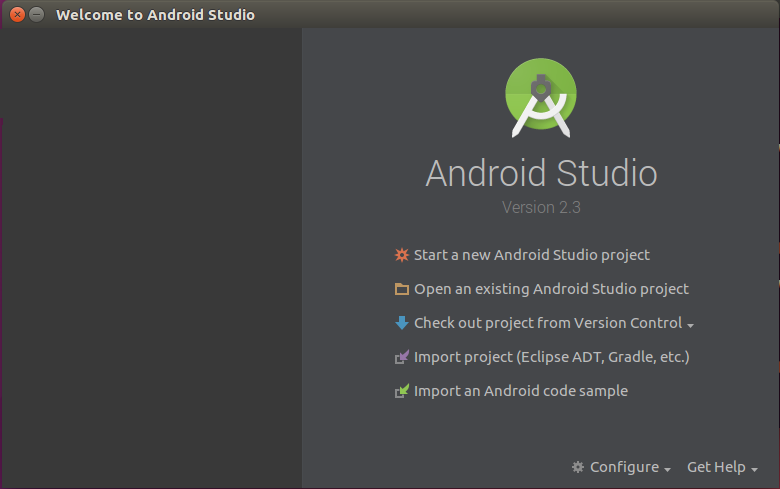 Welcome to Android Studio
Android Studio
Version 2.3
Start a new Android Studio project
Open an existing Android Studio project
Check out project from Version Control
Import project (Eclipse ADT, Gradle, etc.)
Import an Android code sample
Configure Get Help